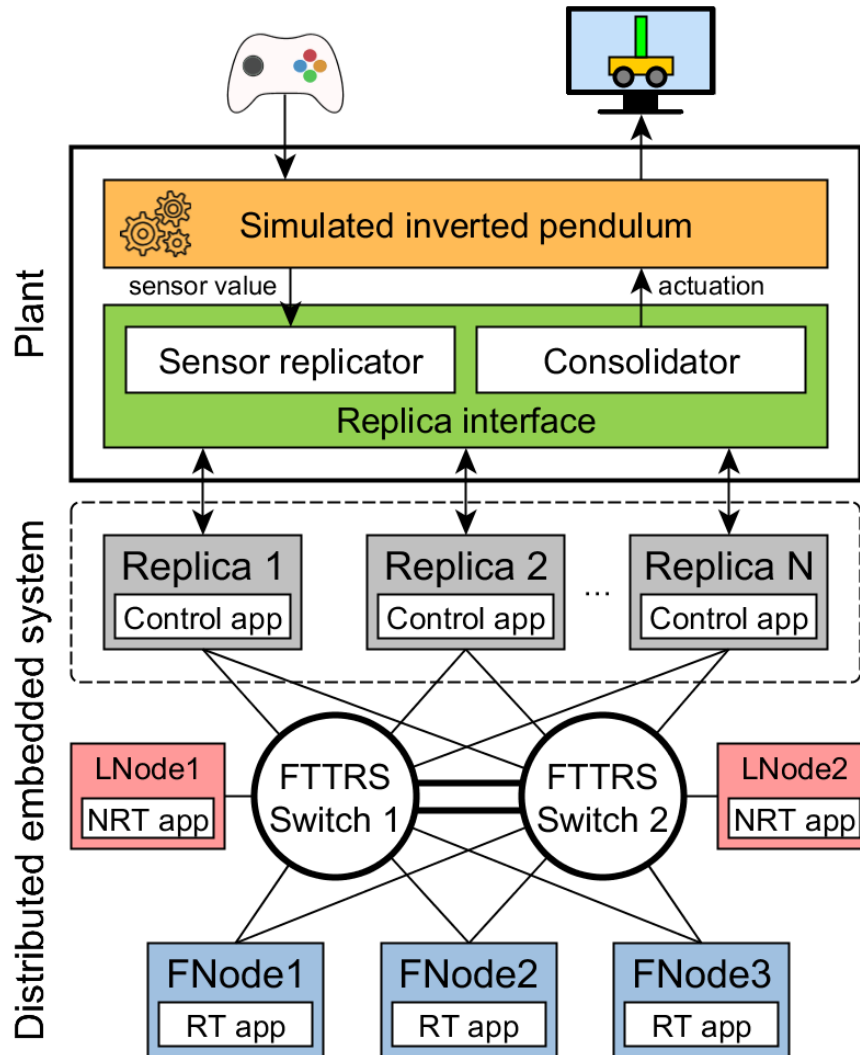 Plant
Simulated inverted pendulum
sensor value
actuation
Sensor replicator
Consolidator
Replica interface
Distributed embedded system
Replica 1
Control app
Replica 2
Control app
...
Replica N
Control app
LNode1
NRT app
FTTRS
Switch 1
FTTRS
Switch 2
LNode2
NRT app
FNode1
RT app
FNode2
RT app
FNode3
RT app